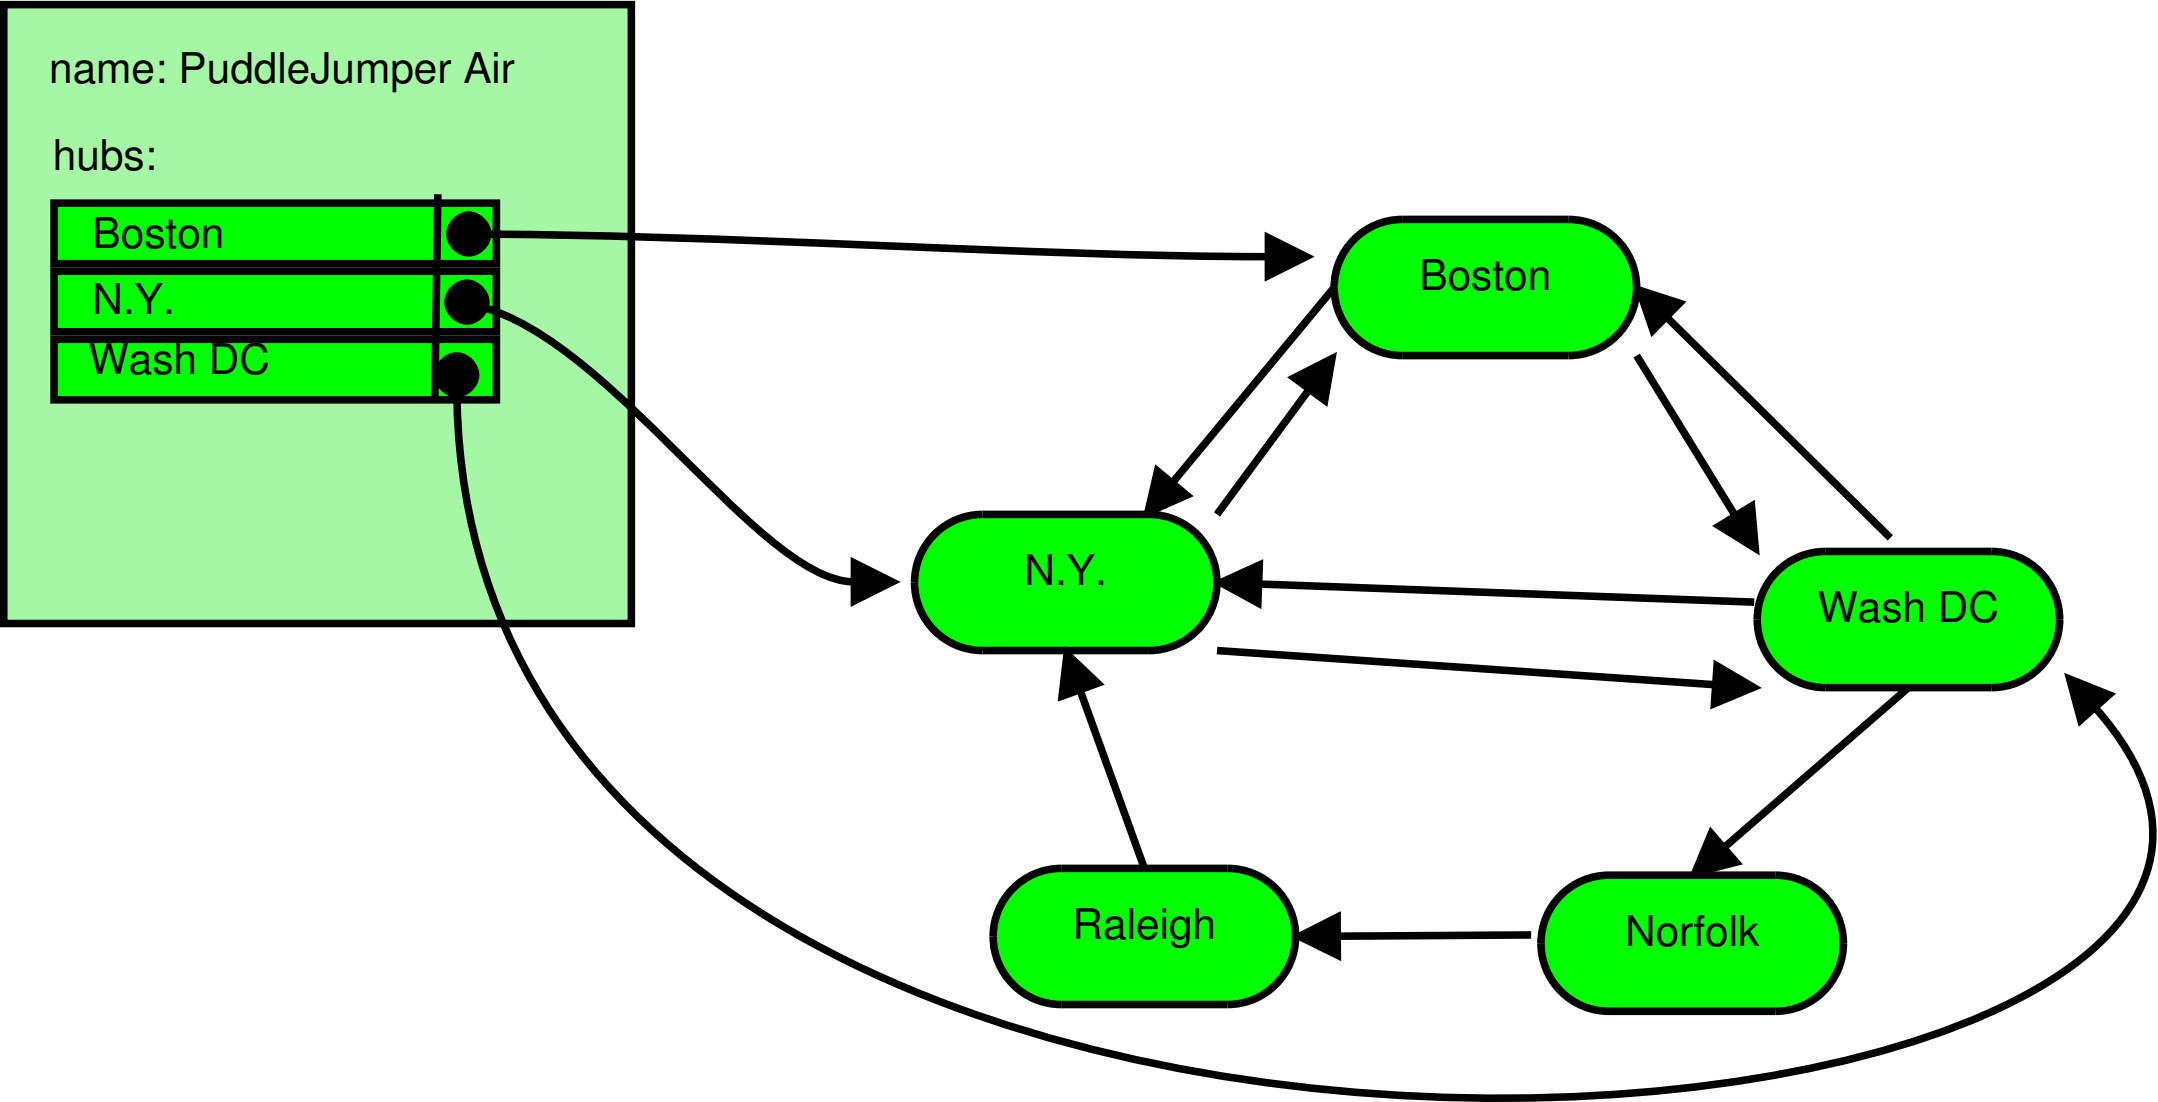 name: PuddleJumper Air
hubs:
Boston
N.Y.
Wash DC
Boston
N.Y.
Wash DC
Raleigh
Norfolk